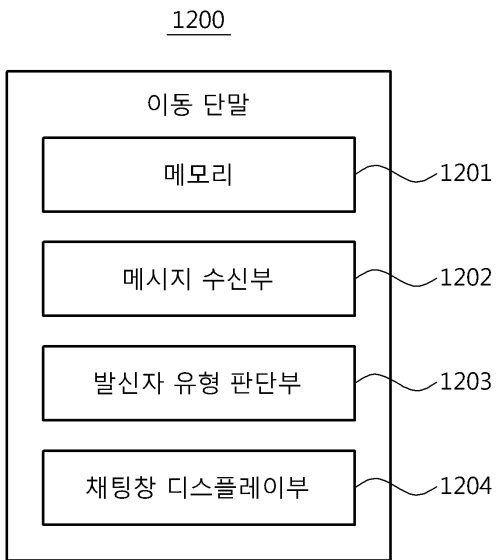 1200
이동 단말
메모리
1201
메시지 수신부
1202
발신자 유형 판단부
1203
채팅창 디스플레이부
1204